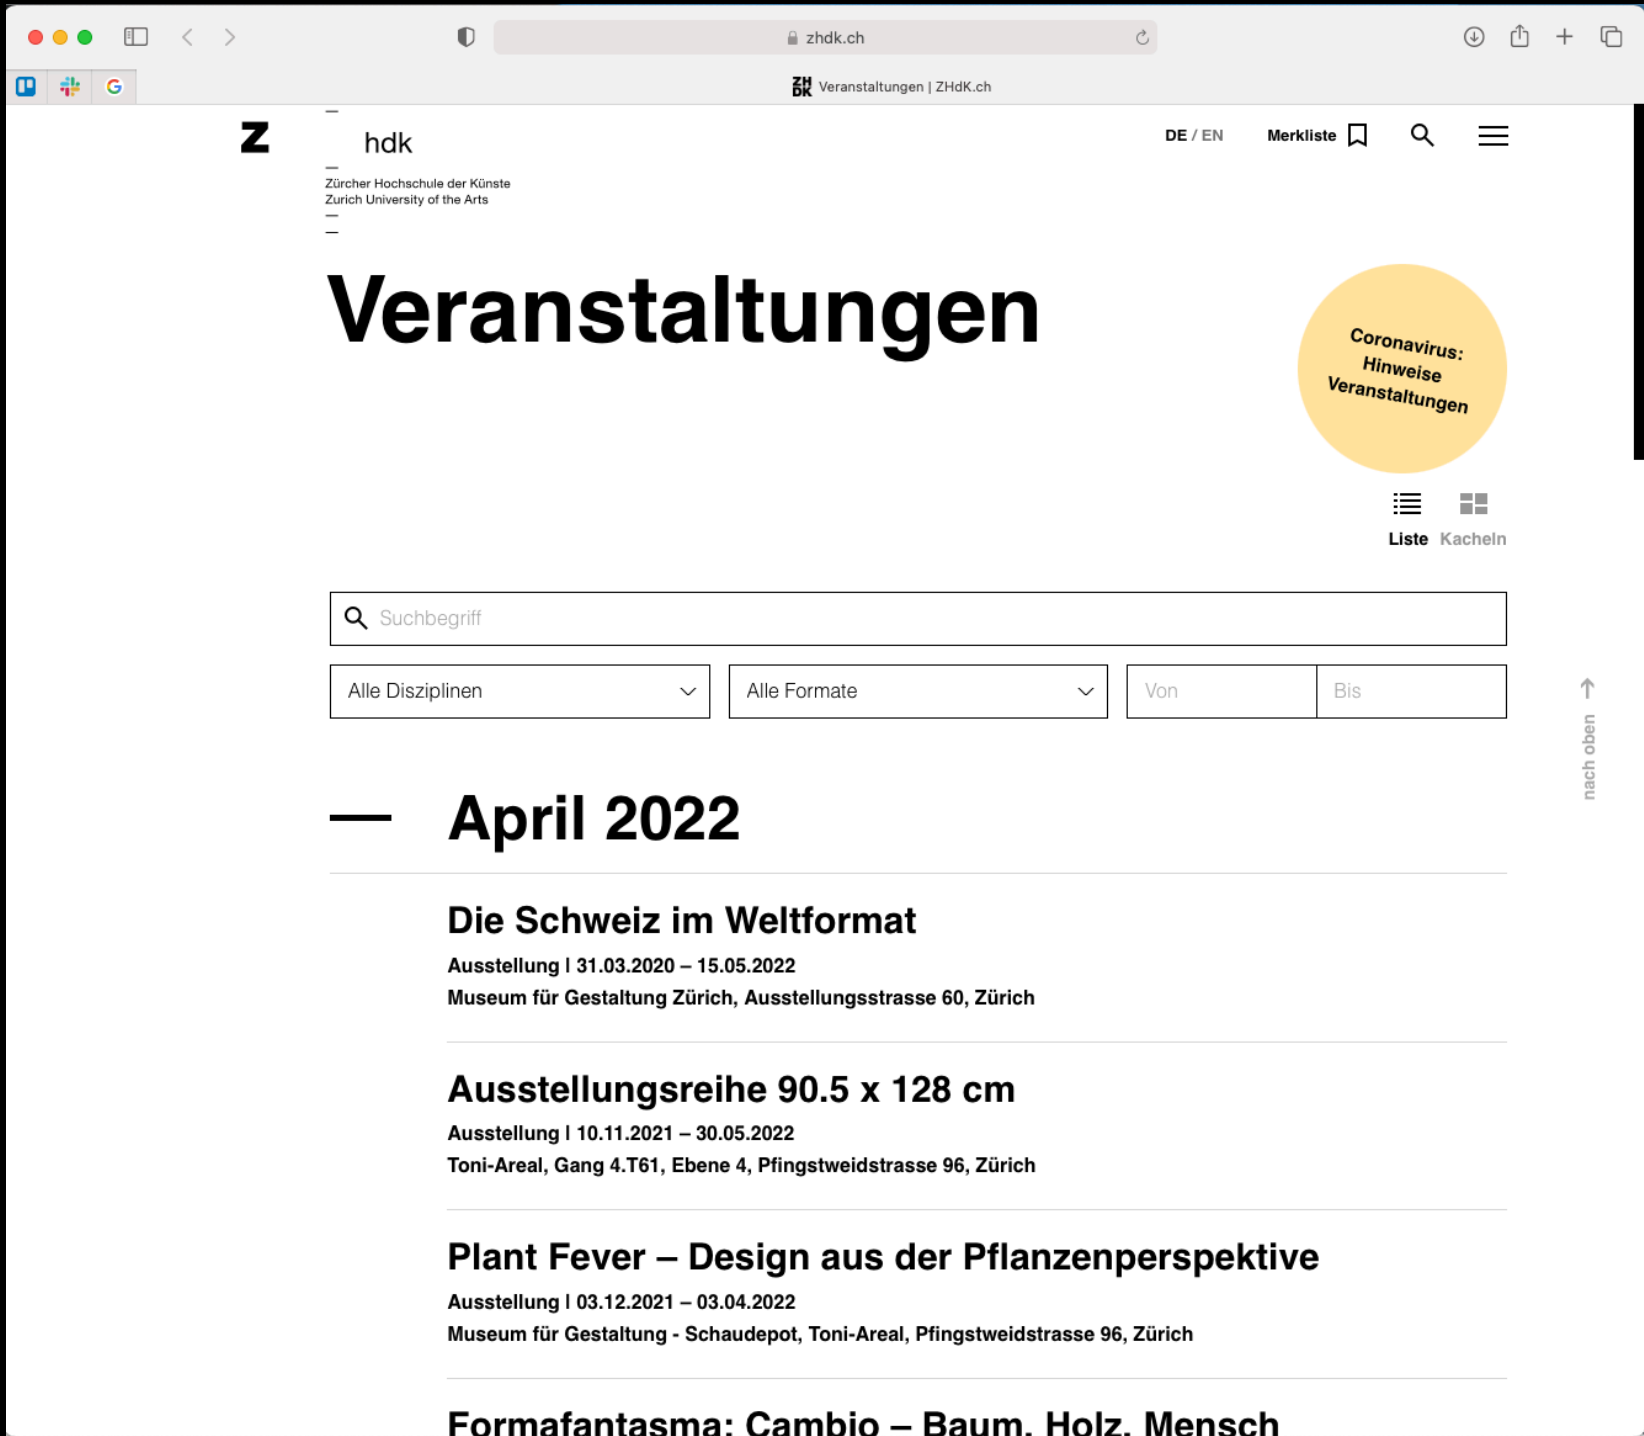 zhdk.ch
ZHDK Veranstaltungen | ZHdK.ch
Z hdk
Zürcher Hochschule der Künste
Zurich University of the Arts
DE / EN
Merkliste
Veranstaltungen
Coronavirus:
Hinweise
Veranstaltungen
Liste Kacheln
Suchbegriff
Alle Disziplinen
Alle Formate
Von
Bis
nach oben
April 2022
Die Schweiz im Weltformat
Ausstellung | 31.03.2020 – 15.05.2022
Museum für Gestaltung Zürich, Ausstellungsstrasse 60, Zürich
Ausstellungsreihe 90.5 x 128 cm
Ausstellung | 10.11.2021 – 30.05.2022
Toni-Areal, Gang 4.T61, Ebene 4, Pfingstweidstrasse 96, Zürich
Plant Fever – Design aus der Pflanzenperspektive
Ausstellung | 03.12.2021 – 03.04.2022
Museum für Gestaltung - Schaudepot, Toni-Areal, Pfingstweidstrasse 96, Zürich
Formafantasma: Cambio – Baum, Holz, Mensch